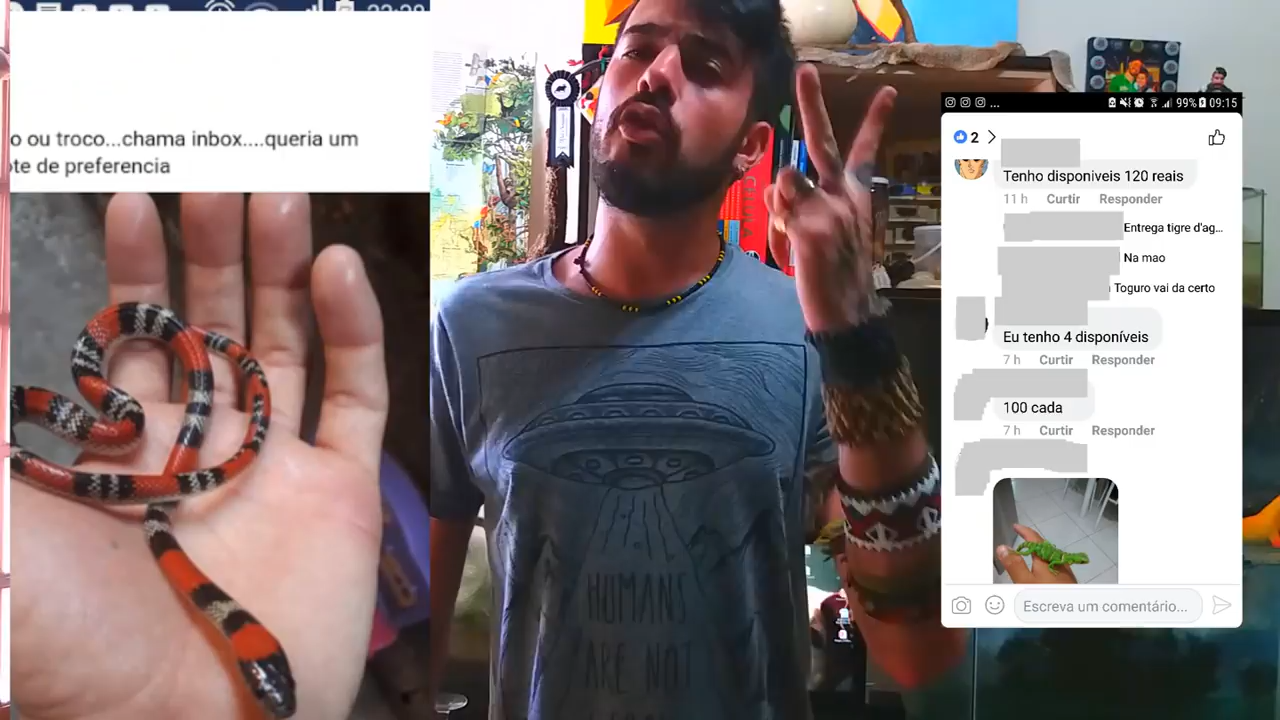 22:29
o ou troco...chama inbox....queria um
ote de preferencia
HUMANS
ARE NOT
... 99% 09:15
2
Tenho disponiveis 120 reais
11 h Curtir Responder
Entrega tigre d'ag...
Na mao
Toguro vai da certo
Eu tenho 4 disponíveis
7 h Curtir Responder
100 cada
7 h Curtir Responder
Escreva um comentário...